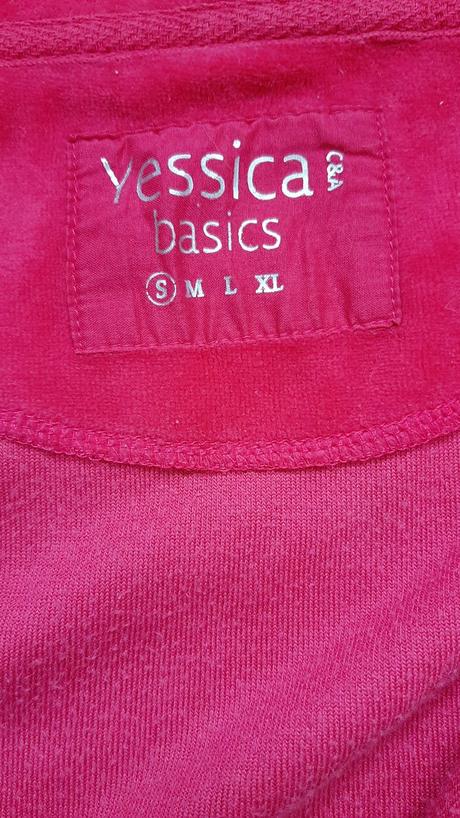 Yessica C&A
basics
S M L XL